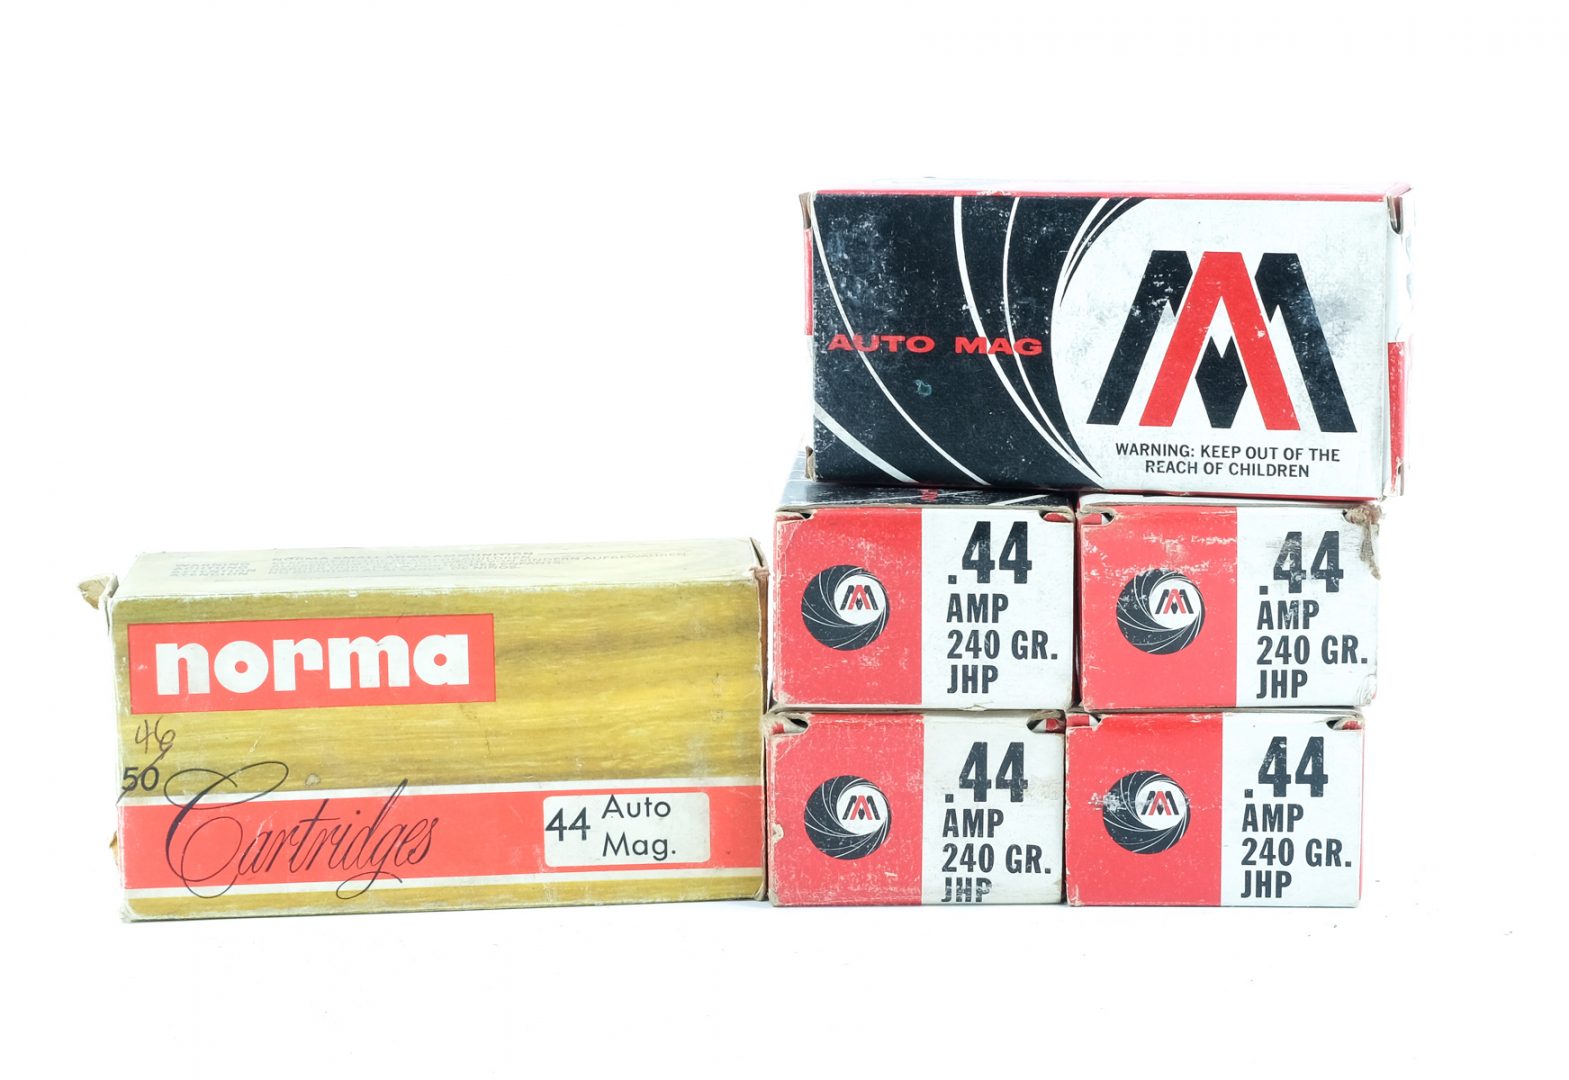 norma
46
50
Cartridges
44 Auto
Mag.
AUTO MAG
WARNING: KEEP OUT OF THE
REACH OF CHILDREN
.44
AMP
240 GR.
JHP
.44
AMP
240 GR.
JHP
.44
AMP
240 GR.
JHP
.44
AMP
240 GR.
JHP